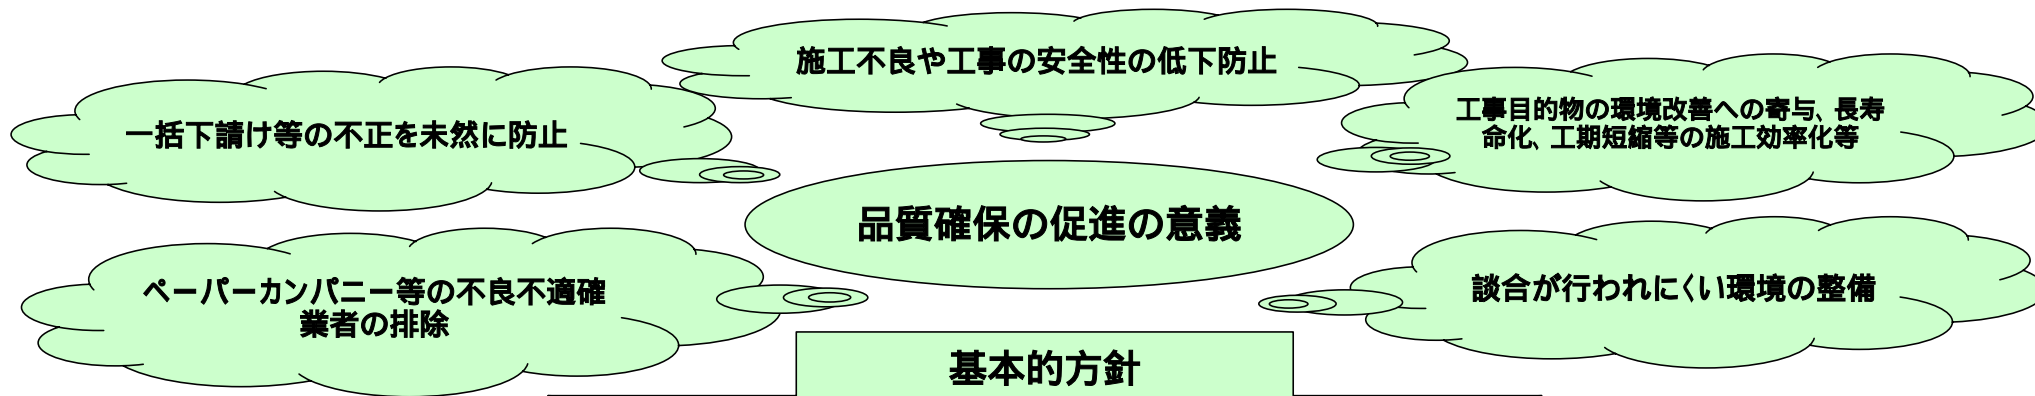 施工不良や工事の安全性の低下防止
一括下請け等の不正を未然に防止
工事目的物の環境改善への寄与、長寿
命化、工期短縮等の施工効率化等
品質確保の促進の意義
ペーパーカンパニー等の不良不適確
業者の排除
談合が行われにくい環境の整備
基本的方針